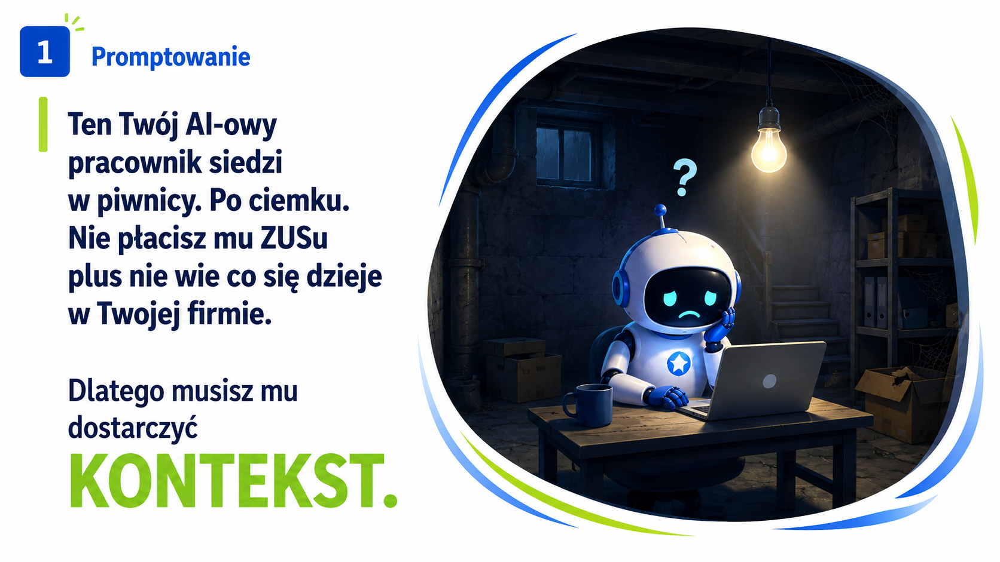 1
Promptowanie
Ten Twój AI-owy
pracownik siedzi
w piwnicy. Po ciemku.
Nie płacisz mu ZUSu
plus nie wie co się dzieje
w Twojej firmie.
Dlatego musisz mu
dostarczyć
KONTEKST.
?